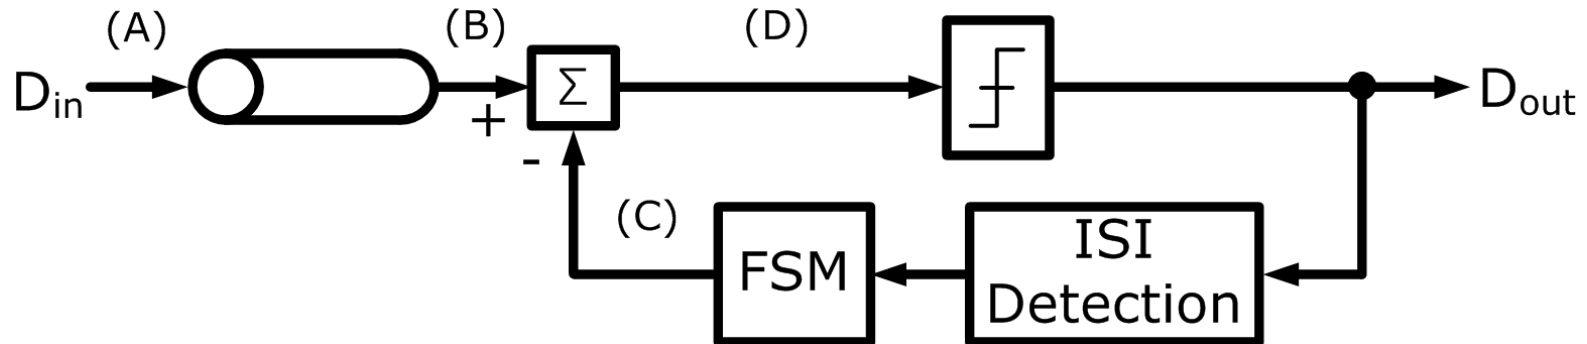 (A)
(B)
(D)
Din
Σ
Dout
+
-
(C)
FSM
ISI
Detection